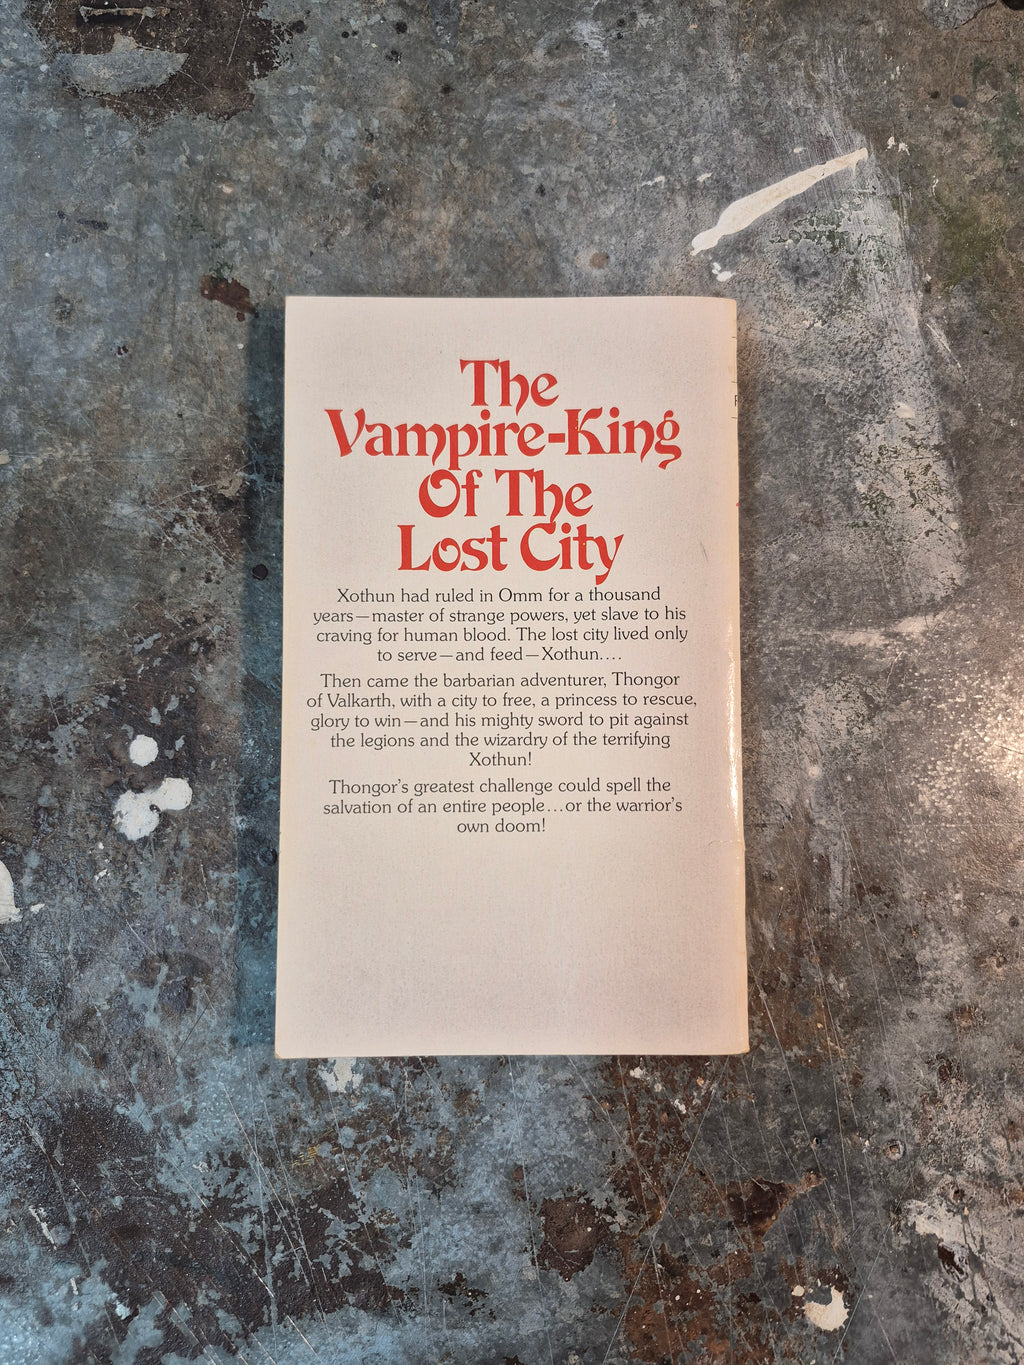 The
Vampire-King
Of The
Lost City
Xothun had ruled in Omm for a thousand
years—master of strange powers, yet slave to his
craving for human blood. The lost city lived only
to serve—and feed—Xothun....
Then came the barbarian adventurer, Thongor
of Valkarth, with a city to free, a princess to rescue,
glory to win—and his mighty sword to pit against
the legions and the wizardry of the terrifying
Xothun!
Thongor's greatest challenge could spell the
salvation of an entire people...or the warrior's
own doom!